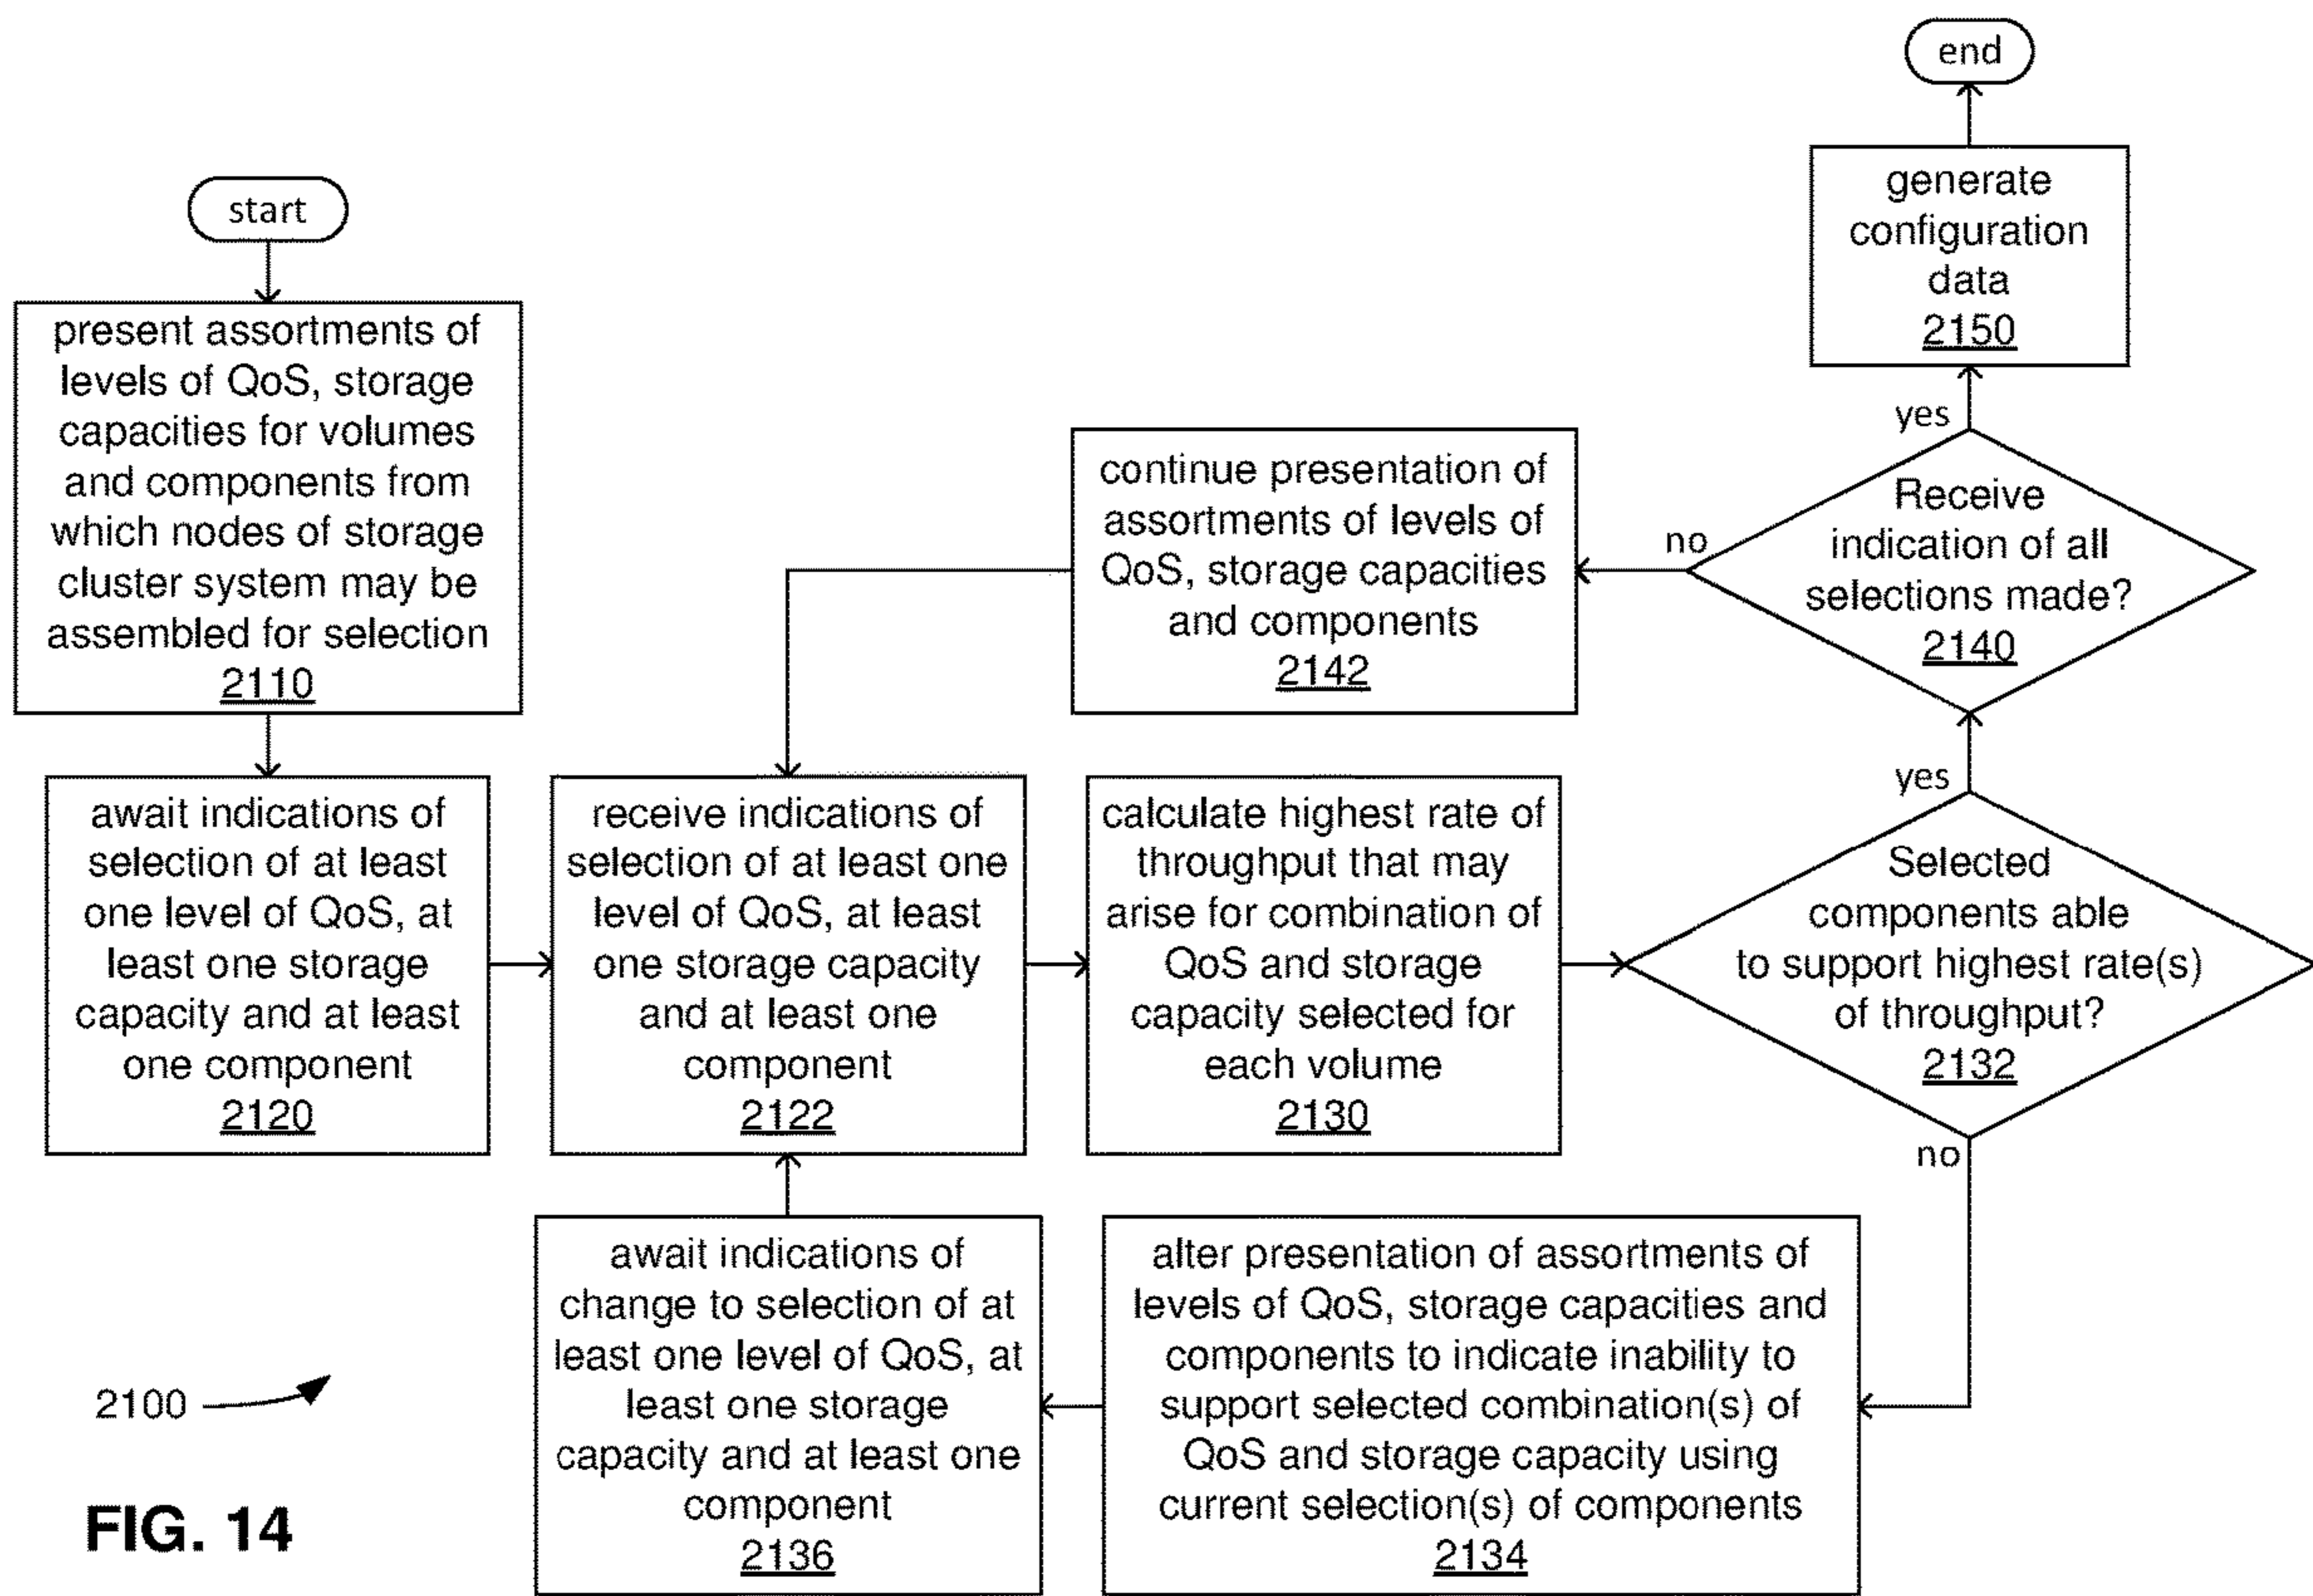 start
present assortments of
levels of QoS, storage
capacities for volumes
and components from
which nodes of storage
cluster system may be
assembled for selection
2110
await indications of
selection of at least
one level of QoS, at
least one storage
capacity and at least
one component
2120
receive indications of
selection of at least one
level of QoS, at least
one storage capacity
and at least one
component
2122
calculate highest rate of
throughput that may
arise for combination of
QoS and storage
capacity selected for
each volume
2130
Selected
components able
to support highest rate(s)
of throughput?
2132
yes
no
Receive
indication of all
selections made?
2140
yes
no
generate
configuration
data
2150
end
continue presentation of
assortments of levels of
QoS, storage capacities
and components
2142
alter presentation of assortments of
levels of QoS, storage capacities and
components to indicate inability to
support selected combination(s) of
QoS and storage capacity using
current selection(s) of components
2134
await indications of
change to selection of at
least one level of QoS, at
least one storage
capacity and at least one
component
2136
2100
FIG. 14